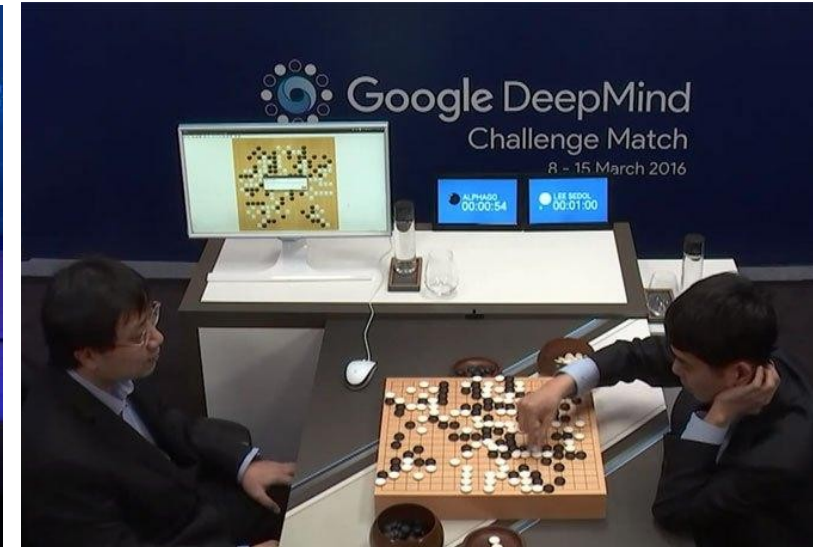 Google DeepMind
Challenge Match
8 - 15 March 2016
ALPHAGO
00:00:54
LEE SEDOL
00:01:00